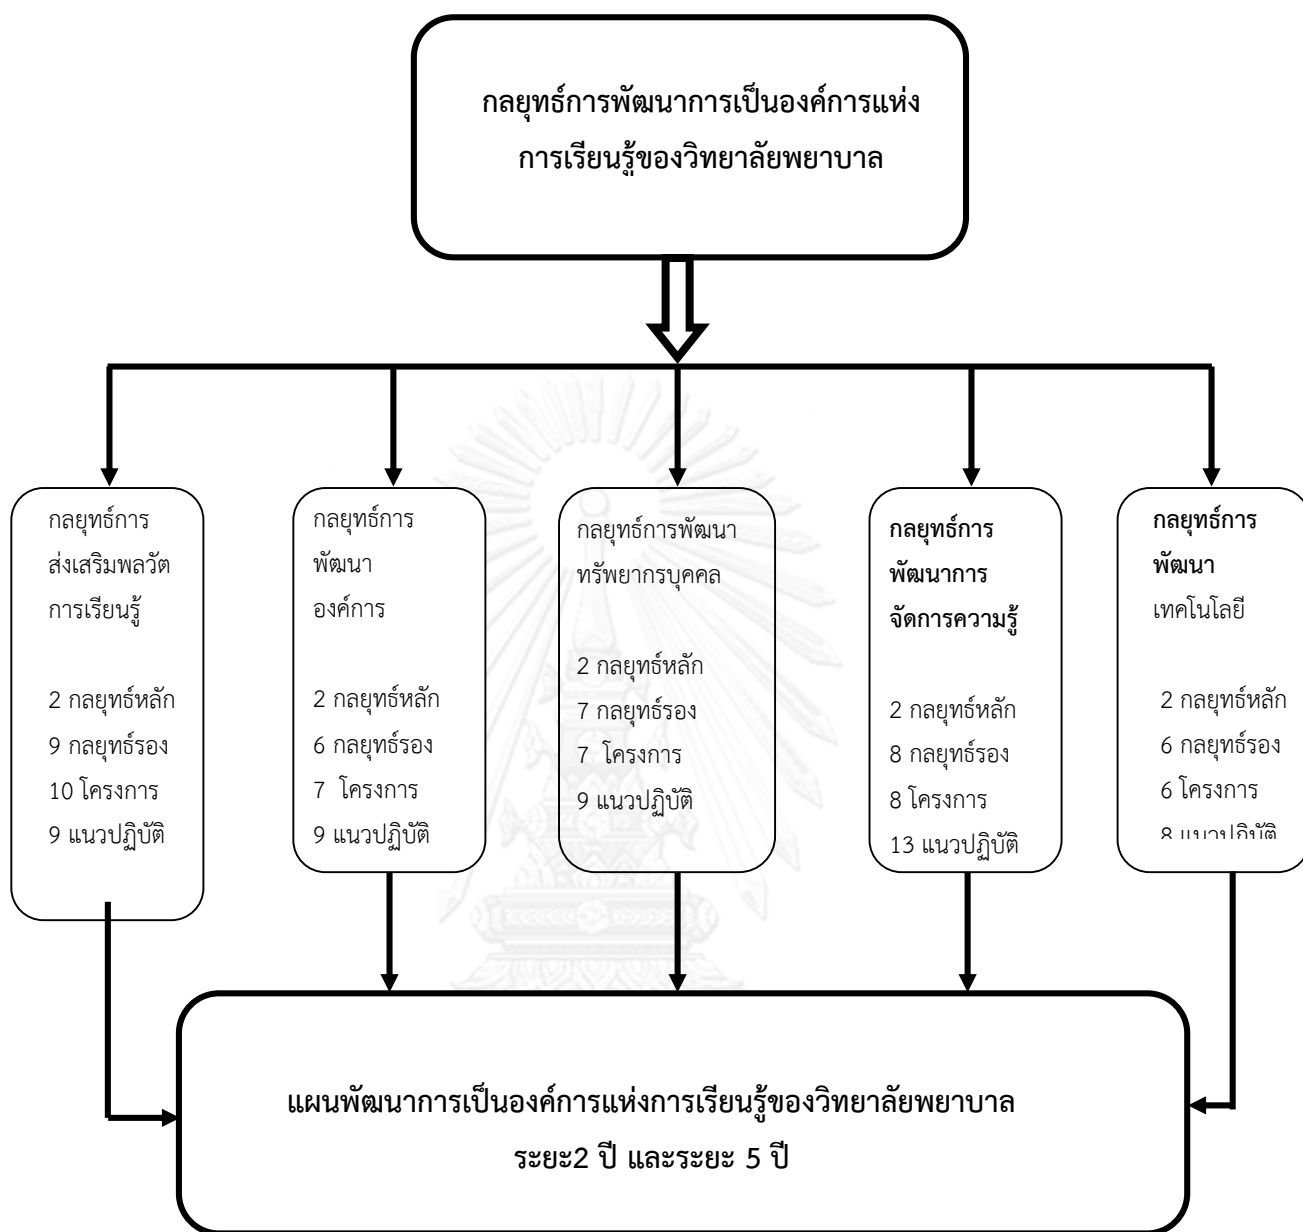 กลยุทธ์การพัฒนาการเป็นองค์การแห่ง
การเรียนรู้ของวิทยาลัยพยาบาล
กลยุทธ์การ
ส่งเสริมพลวัต
การเรียนรู้
2 กลยุทธ์หลัก
9 กลยุทธ์รอง
10 โครงการ
9 แนวปฏิบัติ
กลยุทธ์การ
พัฒนา
องค์การ
2 กลยุทธ์หลัก
6 กลยุทธ์รอง
7 โครงการ
9 แนวปฏิบัติ
กลยุทธ์การพัฒนา
ทรัพยากรบุคคล
2 กลยุทธ์หลัก
7 กลยุทธ์รอง
7 โครงการ
9 แนวปฏิบัติ
กลยุทธ์การ
พัฒนาการ
จัดการความรู้
2 กลยุทธ์หลัก
8 กลยุทธ์รอง
8 โครงการ
13 แนวปฏิบัติ
กลยุทธ์การ
พัฒนา
เทคโนโลยี
2 กลยุทธ์หลัก
6 กลยุทธ์รอง
6 โครงการ
8 แนวปฏิบัติ
แผนพัฒนาการเป็นองค์การแห่งการเรียนรู้ของวิทยาลัยพยาบาล
ระยะ2 ปี และระยะ 5 ปี